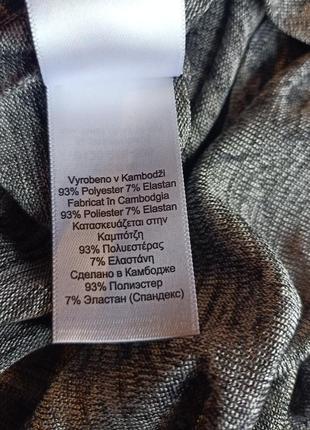 Vyrobeno v Kambodži
93% Polyester 7% Elastan
Fabricat în Cambodgia
93% Poliester 7% Elastan
Κατασκευάζεται στην
Καμπότζη
93% Πολυεστέρας
7% Ελαστάνη
Сделано в Камбодже
93% Полиэстер
7% Эластан (Спандекс)